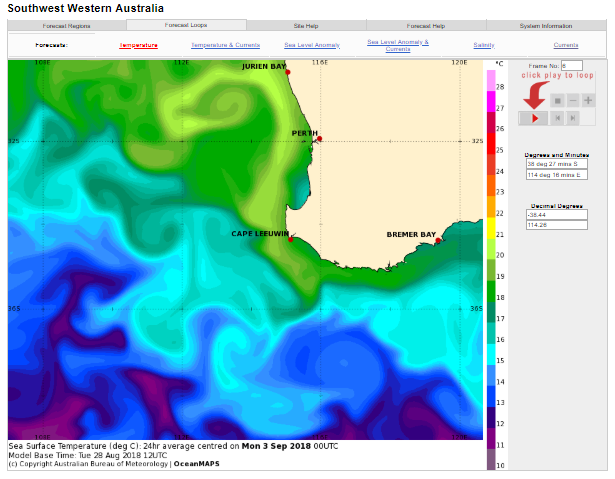 Southwest Western Australia
Forecast Regions Forecast Loops Site Help Forecast Help System Information
Forecasts: Temperature Temperature & Currents Sea Level Anomaly Sea Level Anomaly & Currents Salinity Currents
108E 112E 116E 120E
JURIEN BAY
PERTH
32S 32S
CAPE LEEUWIN
BREMER BAY
36S 36S
108E 112E 116E 120E
°C
28
27
26
25
24
23
22
21
20
19
18
17
16
15
14
13
12
11
10
Frame No: 6
click play to loop
Degrees and Minutes
38 deg 27 mins S
114 deg 16 mins E
Decimal Degrees
-38.44
114.26
Sea Surface Temperature (deg C): 24hr average centred on Mon 3 Sep 2018 00UTC
Model Base Time: Tue 28 Aug 2018 12UTC
(c) Copyright Australian Bureau of Meteorology | OceanMAPS